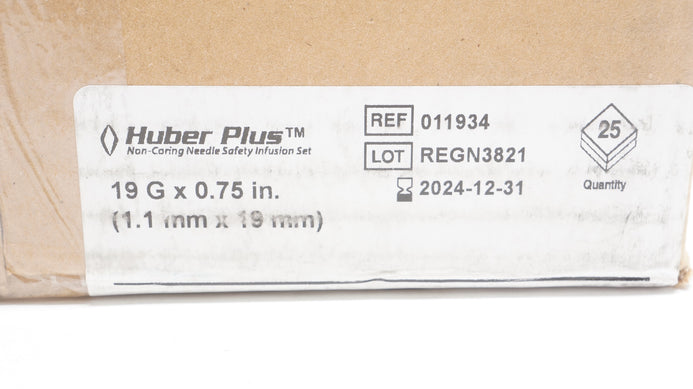 Huber Plus™
Non-Coring Needle Safety Infusion Set
19 G x 0.75 in.
(1.1 mm x 19 mm)
REF 011934
LOT REGN3821
2024-12-31
25
Quantity